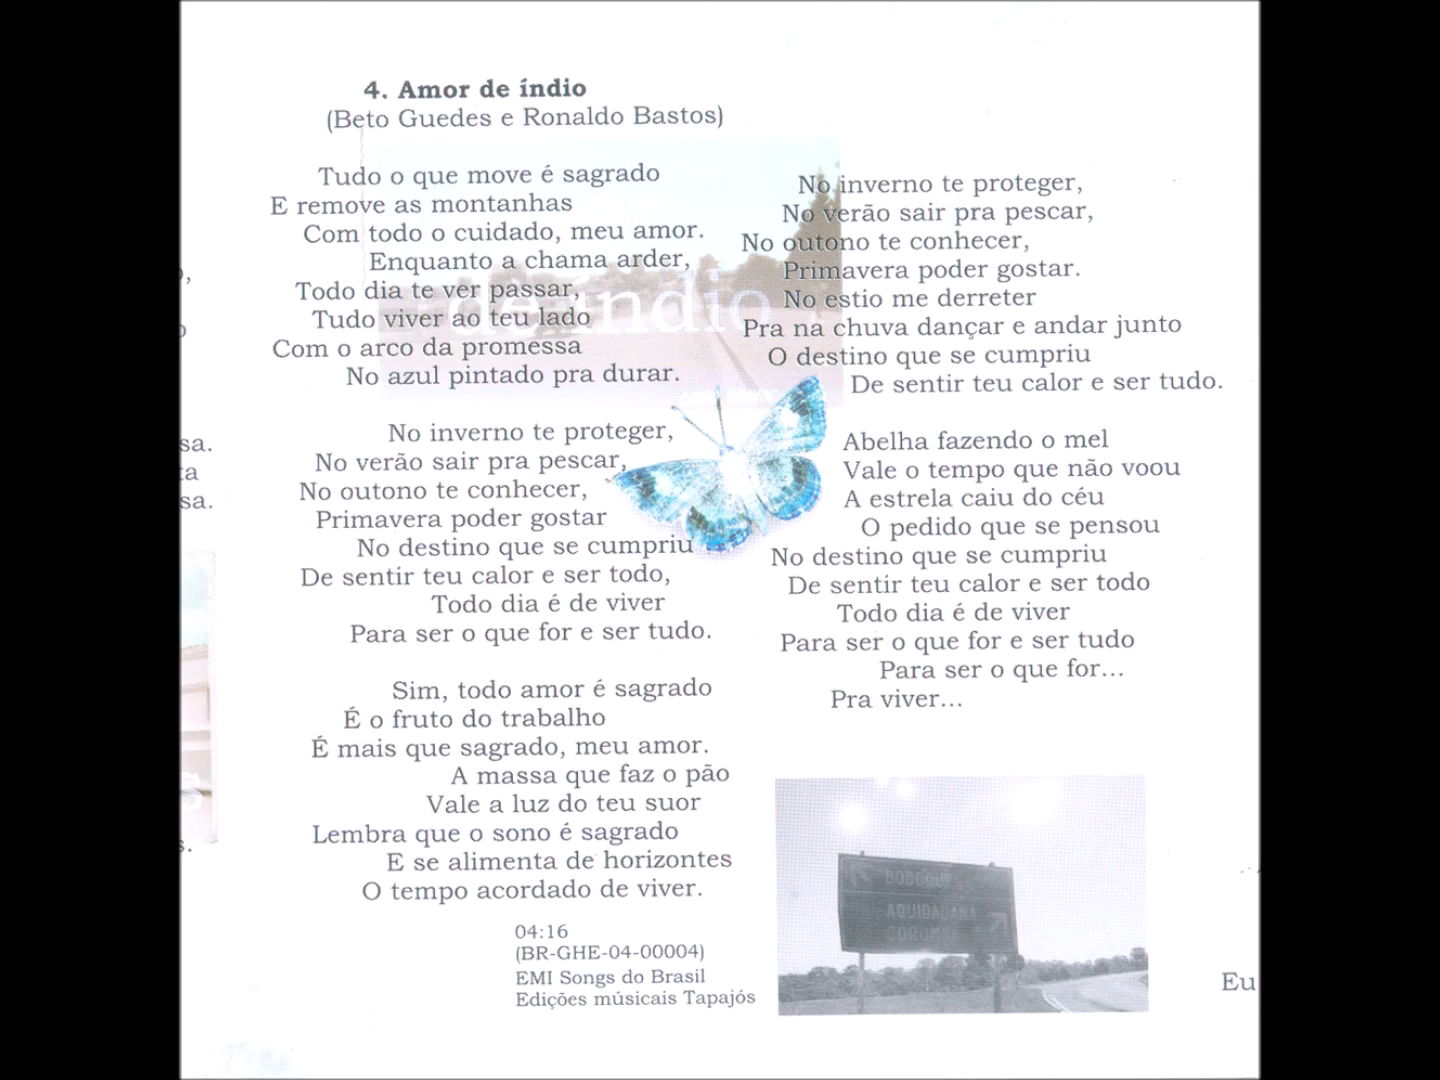 4. Amor de índio
(Beto Guedes e Ronaldo Bastos)
Tudo o que move é sagrado
E remove as montanhas
Com todo o cuidado, meu amor.
Enquanto a chama arder,
Todo dia te ver passar,
Tudo viver ao teu lado
Com o arco da promessa
No azul pintado pra durar.
No inverno te proteger,
No verão sair pra pescar,
No outono te conhecer,
Primavera poder gostar
No destino que se cumpriu
De sentir teu calor e ser todo,
Todo dia é de viver
Para ser o que for e ser tudo.
Sim, todo amor é sagrado
É o fruto do trabalho
É mais que sagrado, meu amor.
A massa que faz o pão
Vale a luz do teu suor
Lembra que o sono é sagrado
E se alimenta de horizontes
O tempo acordado de viver.
04:16
(BR-GHE-04-00004)
EMI Songs do Brasil
Edições músicais Tapajós
No inverno te proteger,
No verão sair pra pescar,
No outono te conhecer,
Primavera poder gostar.
No estio me derreter
Pra na chuva dançar e andar junto
O destino que se cumpriu
De sentir teu calor e ser tudo.
Abelha fazendo o mel
Vale o tempo que não voou
A estrela caiu do céu
O pedido que se pensou
No destino que se cumpriu
De sentir teu calor e ser todo
Todo dia é de viver
Para ser o que for e ser tudo
Para ser o que for...
Pra viver...
de índio
AQUIDAUANA
Eu